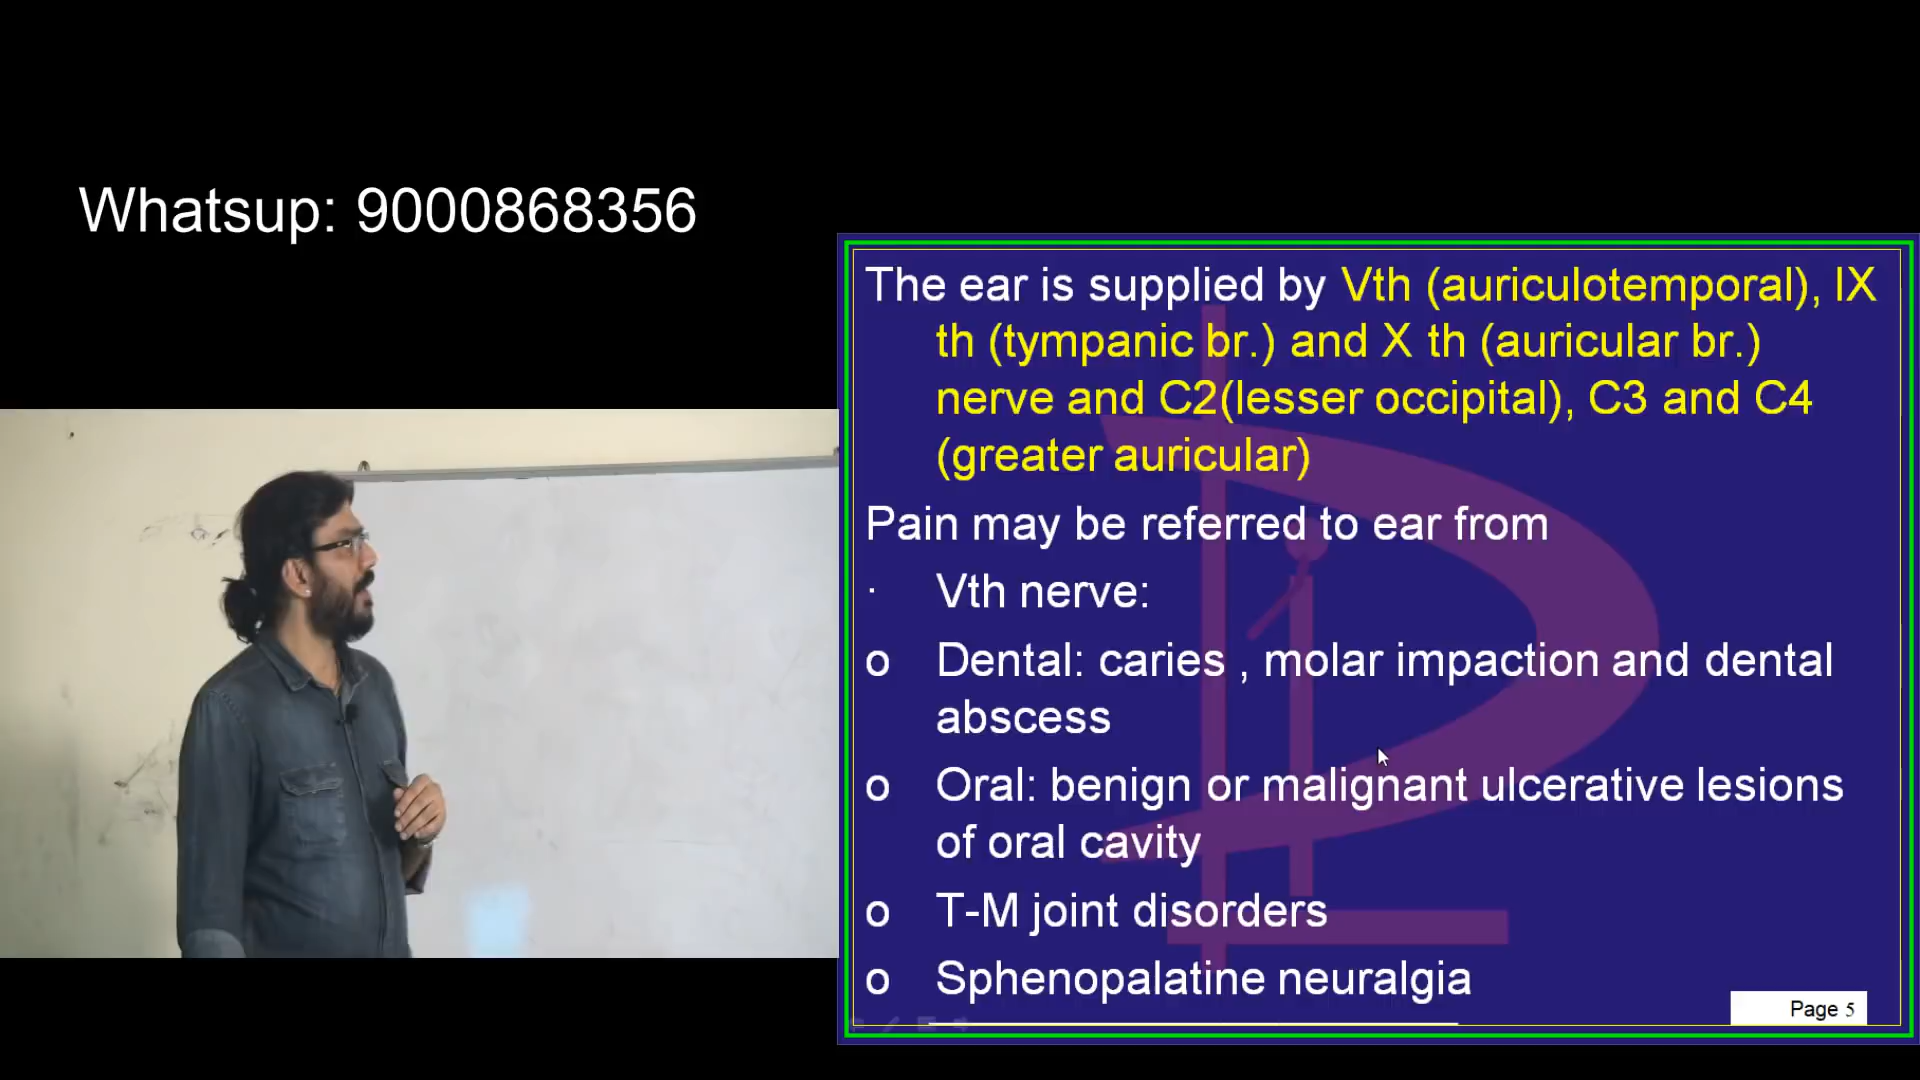 Whatsup: 9000868356
The ear is supplied by Vth (auriculotemporal), IX
th (tympanic br.) and X th (auricular br.)
nerve and C2(lesser occipital), C3 and C4
(greater auricular)
Pain may be referred to ear from
· Vth nerve:
o Dental: caries , molar impaction and dental
abscess
o Oral: benign or malignant ulcerative lesions
of oral cavity
o T-M joint disorders
o Sphenopalatine neuralgia
Page 5